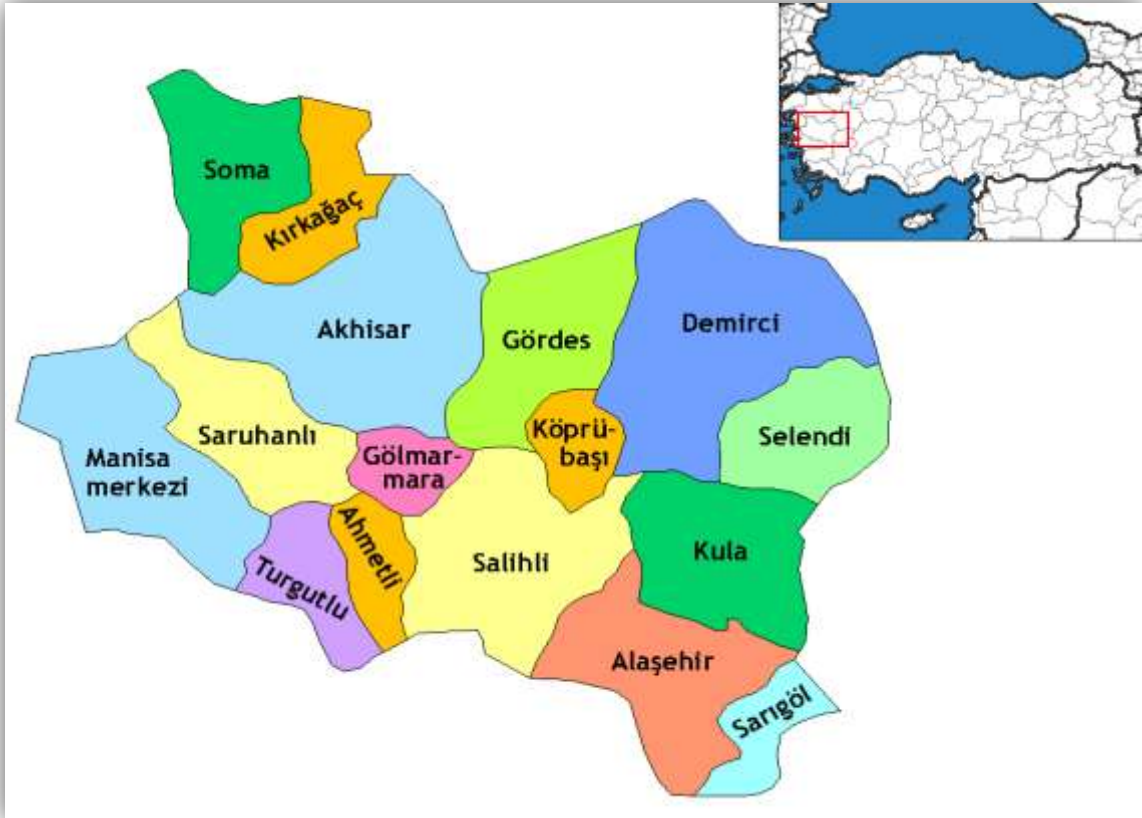 Soma
Kırkağaç
Akhisar
Gördes
Demirci
Saruhanlı
Köprü-
başı
Selendi
Manisa
merkezi
Gölmar-
mara
Ahmetli
Turgutlu
Salihli
Kula
Alaşehir
Sarıgöl